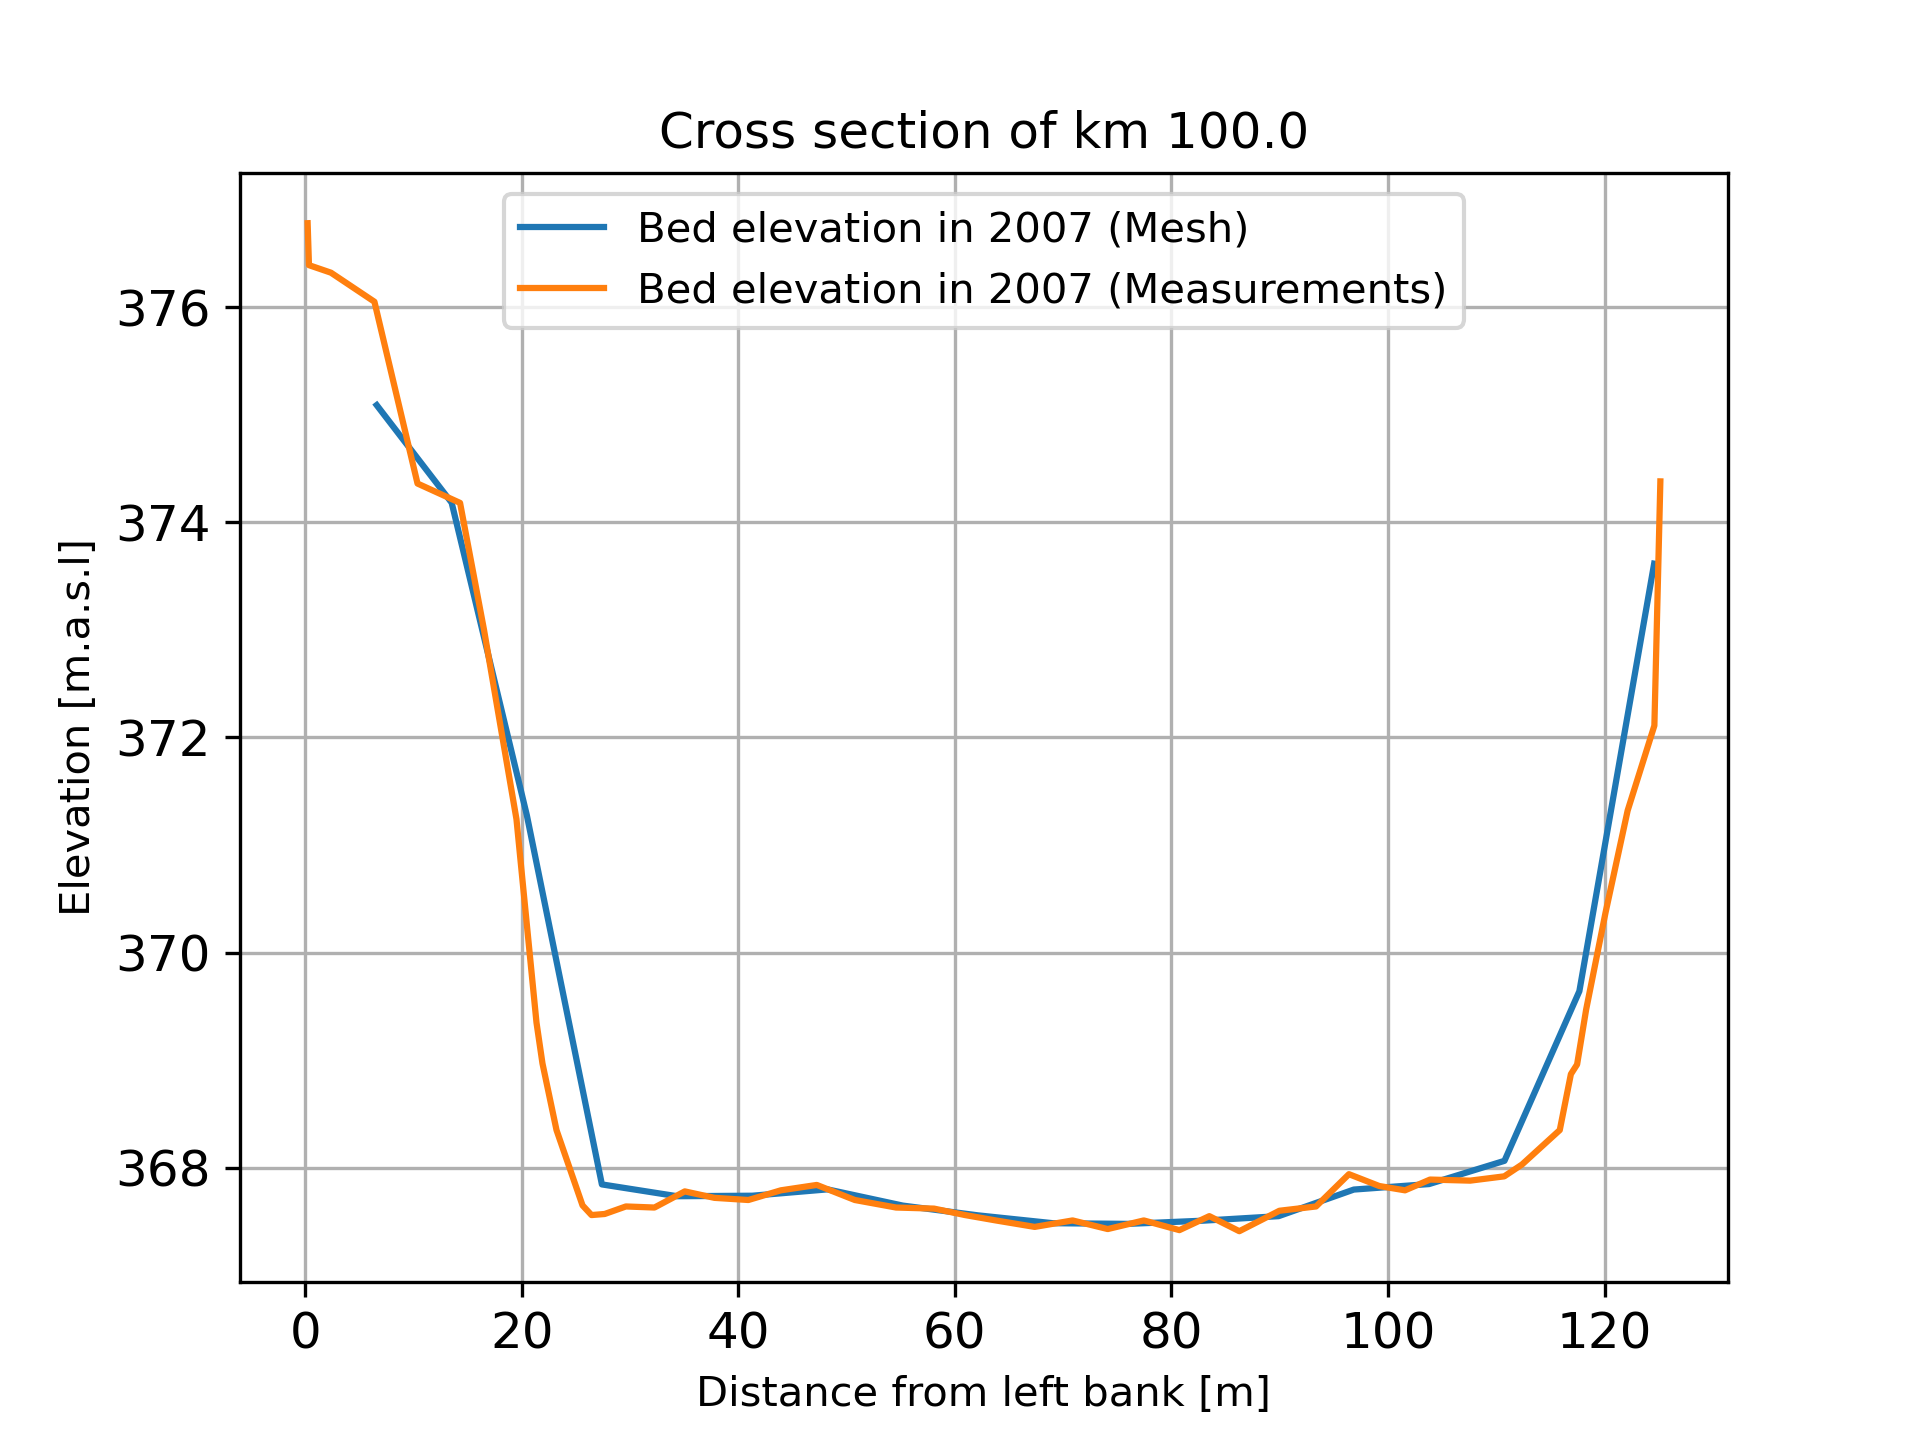 Cross section of km 100.0
Bed elevation in 2007 (Mesh)
Bed elevation in 2007 (Measurements)
Elevation [m.a.s.l]
376
374
372
370
368
0 20 40 60 80 100 120
Distance from left bank [m]